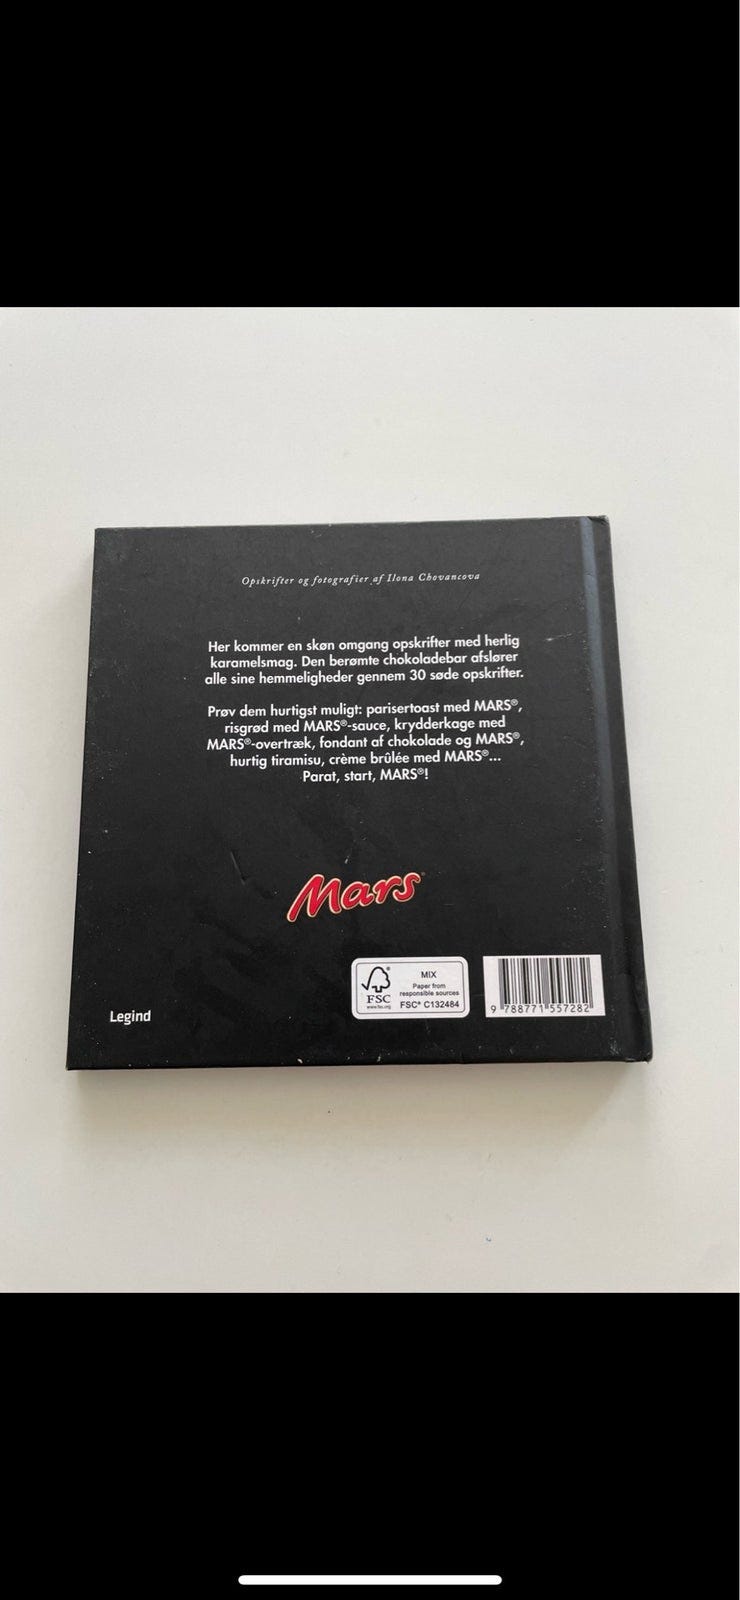 Opskrifter og fotografier af Ilona Chovancova
Her kommer en skøn omgang opskrifter med herlig
karamelsmag. Den berømte chokoladebar afslører
alle sine hemmeligheder gennem 30 søde opskrifter.
Prøv dem hurtigst muligt: parisertoast med MARS®,
risgrød med MARS®-sauce, krydderkage med
MARS®-overtræk, fondant af chokolade og MARS®,
hurtig tiramisu, crème brûlée med MARS®...
Parat, start, MARS®!
Mars®
FSC®
www.fsc.org
MIX
Paper from
responsible sources
FSC® C132484
9 788771 557282
Legind